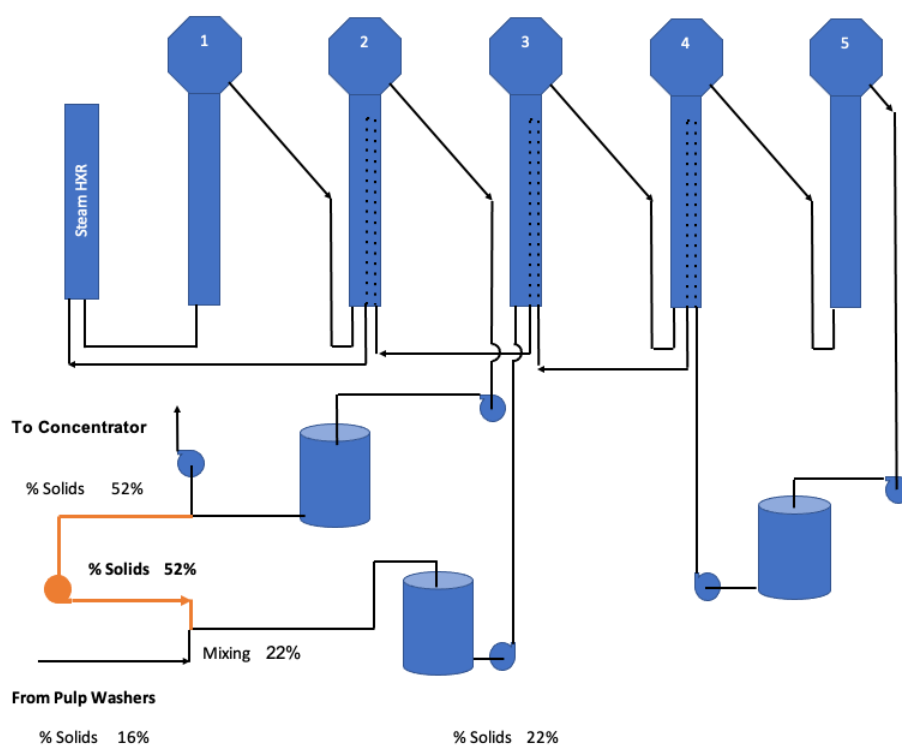 1
2
3
4
5
Steam HXR
To Concentrator
% Solids 52%
% Solids 52%
Mixing 22%
From Pulp Washers
% Solids 16%
% Solids 22%